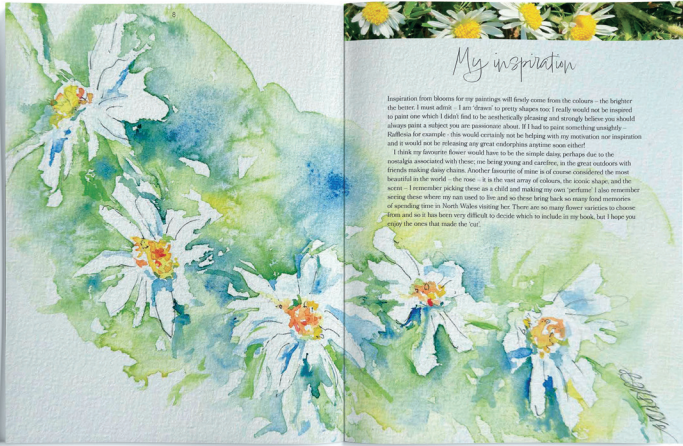 8
My inspiration
Inspiration from blooms for my paintings will firstly come from the colours – the brighter
the better. I must admit – I am 'drawn' to pretty shapes too; I really would not be inspired
to paint one which I didn't find to be aesthetically pleasing and strongly believe you should
always paint a subject you are passionate about. If I had to paint something unsightly –
Rafflesia for example - this would certainly not be helping with my motivation nor inspiration
and it would not be releasing any great endorphins anytime soon either!
I think my favourite flower would have to be the simple daisy, perhaps due to the
nostalgia associated with these; me being young and carefree, in the great outdoors with
friends making daisy chains. Another favourite of mine is of course considered the most
beautiful in the world – the rose – it is the vast array of colours, the iconic shape, and the
scent – I remember picking these as a child and making my own 'perfume'! I also remember
seeing these where my nan used to live and so these bring back so many fond memories
of spending time in North Wales visiting her. There are so many flower varieties to choose
from and so it has been very difficult to decide which to include in my book, but I hope you
enjoy the ones that made the 'cut'.